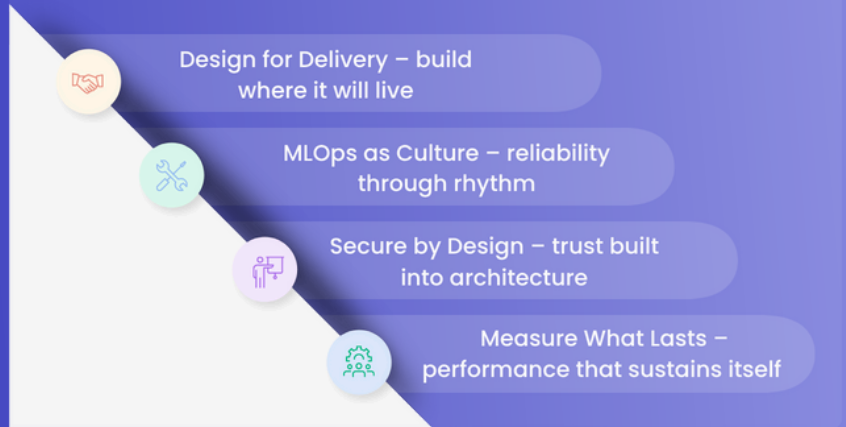 Design for Delivery – build
where it will live
MLOps as Culture – reliability
through rhythm
Secure by Design – trust built
into architecture
Measure What Lasts –
performance that sustains itself